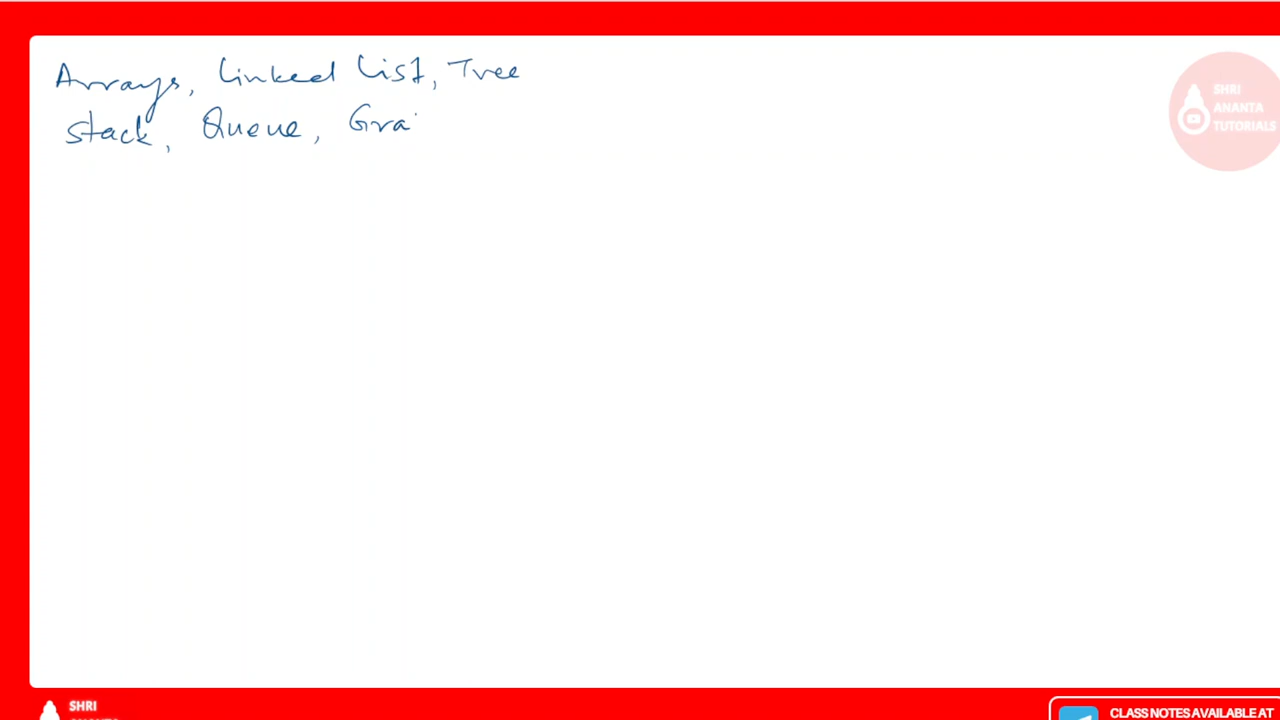 Arrays, Linked List, Tree
Stack, Queue, Gra
SHRI
ANANTA
TUTORIALS
SHRI
CLASS NOTES AVAILABLE AT